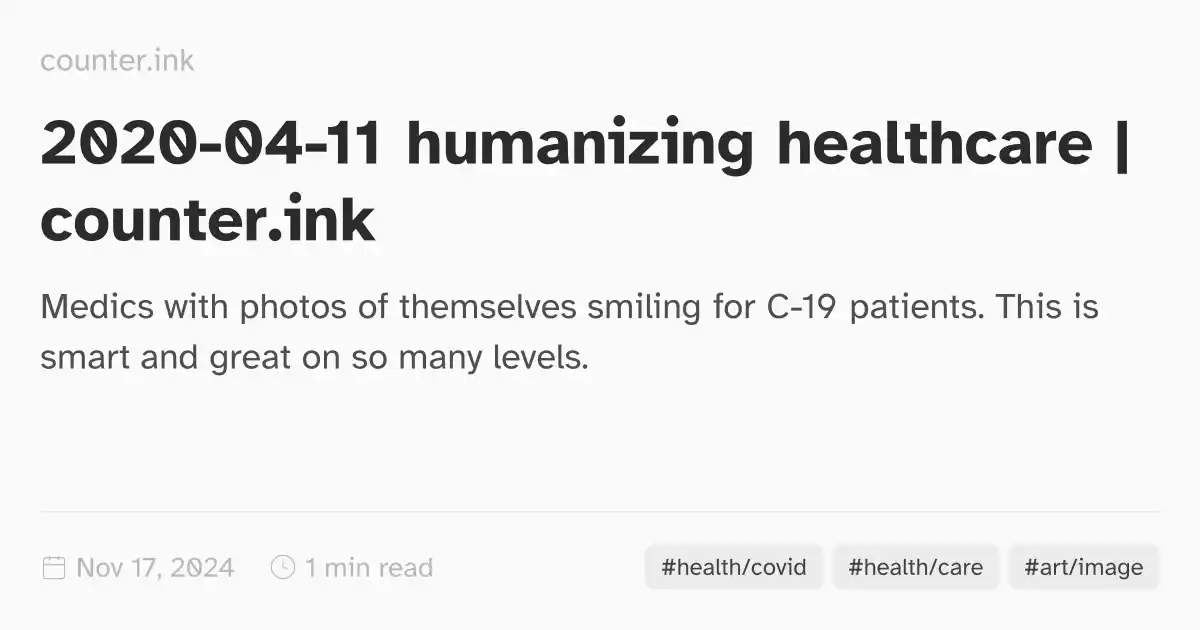 counter.ink
2020-04-11 humanizing healthcare |
counter.ink
Medics with photos of themselves smiling for C-19 patients. This is
smart and great on so many levels.
Nov 17, 2024 1 min read #health/covid #health/care #art/image